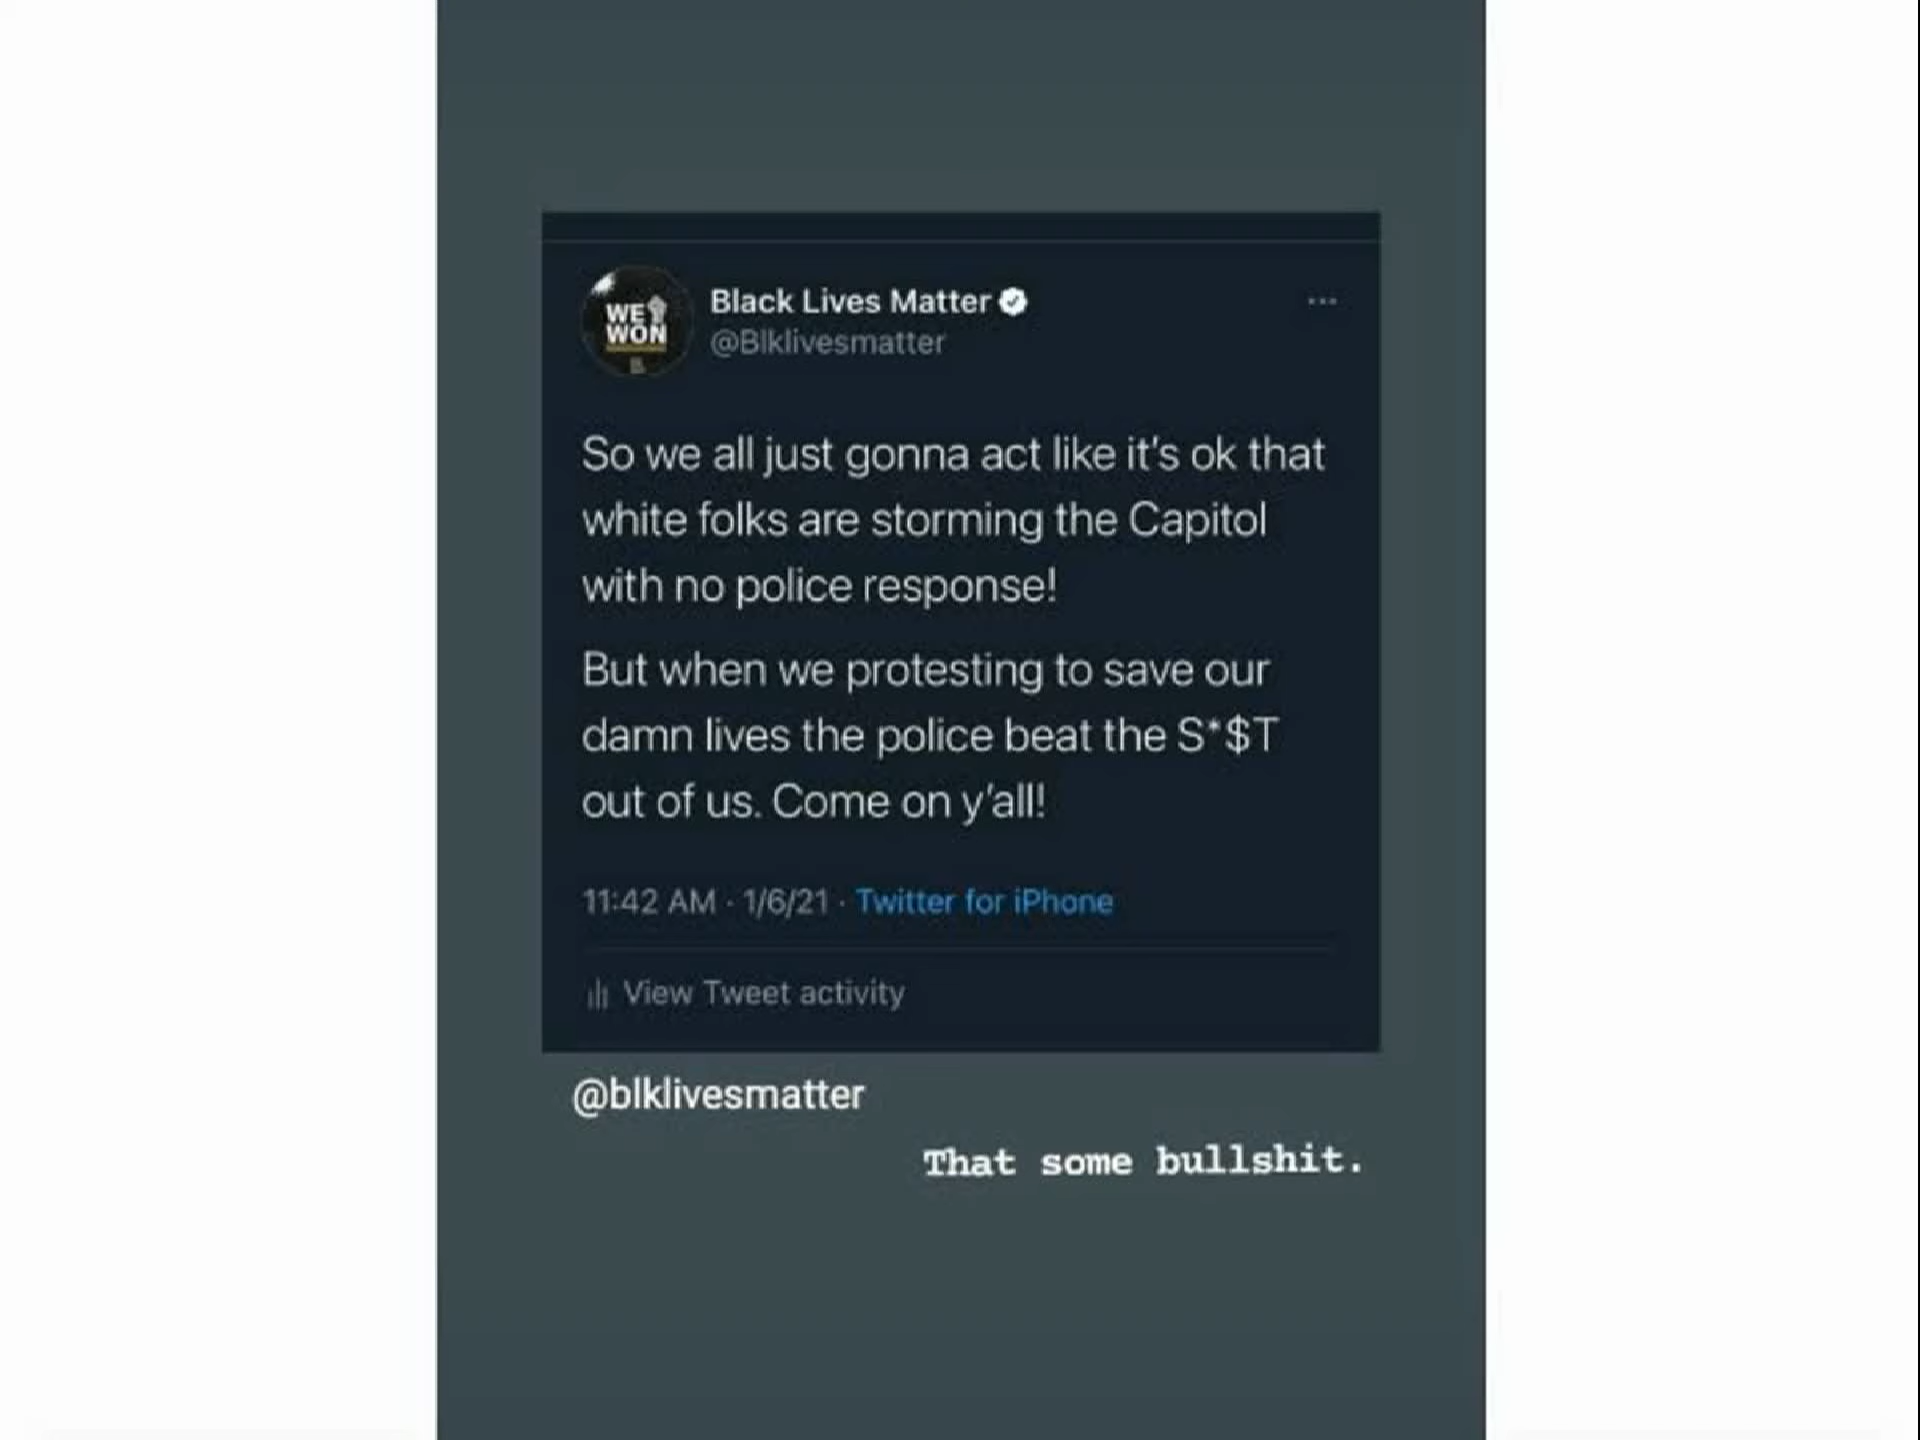 WE
WON
Black Lives Matter
@Blklivesmatter
So we all just gonna act like it's ok that
white folks are storming the Capitol
with no police response!
But when we protesting to save our
damn lives the police beat the S*$T
out of us. Come on y'all!
11:42 AM · 1/6/21 · Twitter for iPhone
View Tweet activity
@blklivesmatter
That some bullshit.